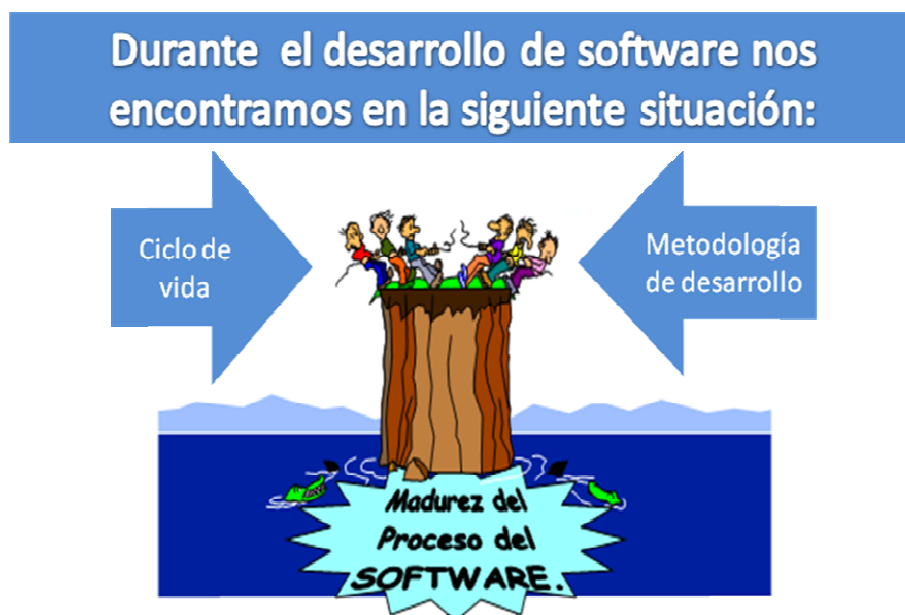 Durante el desarrollo de software nos
encontramos en la siguiente situación:
Ciclo de
vida
Metodología
de desarrollo
Madurez del
Proceso del
SOFTWARE.